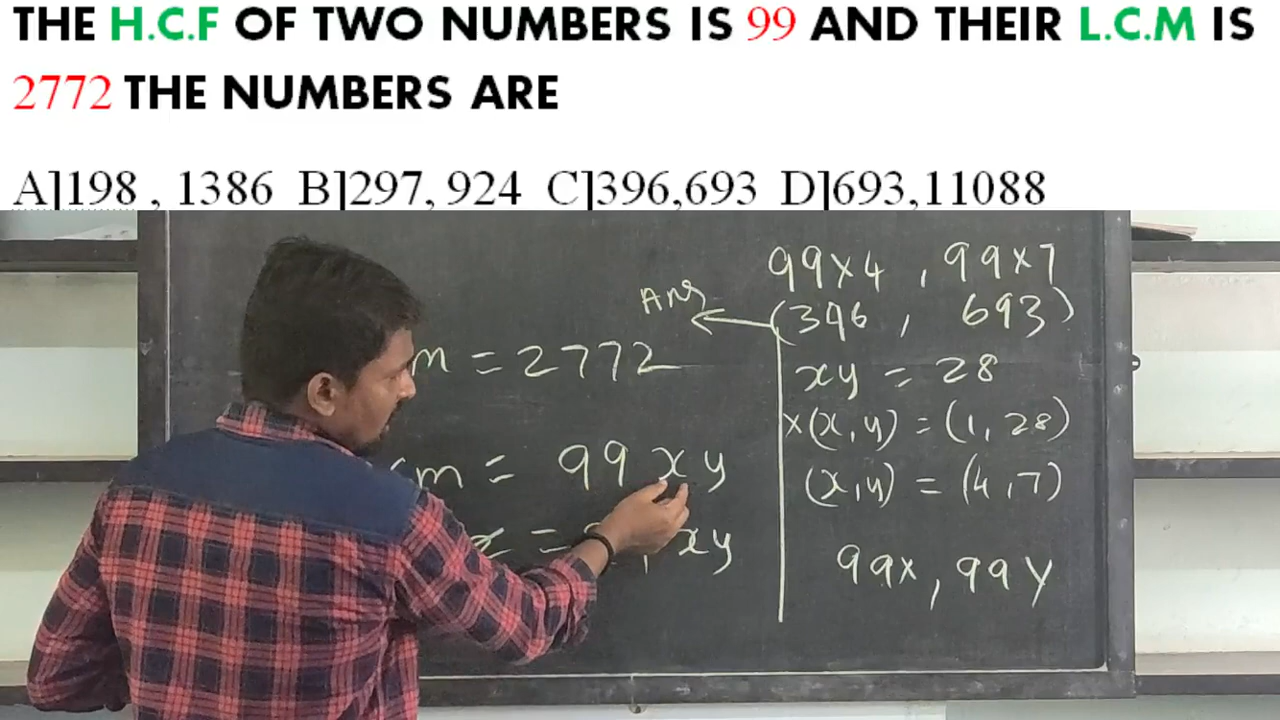 THE H.C.F OF TWO NUMBERS IS 99 AND THEIR L.C.M IS
2772 THE NUMBERS ARE
A]198 , 1386 B]297, 924 C]396,693 D]693,11088
m = 2772
cm = 99 x y
= xy
99x4 , 99x7
Ans
(396 , 693)
xy = 28
x(x, y) = (1, 28)
(x,y) = (4,7)
99x, 99y